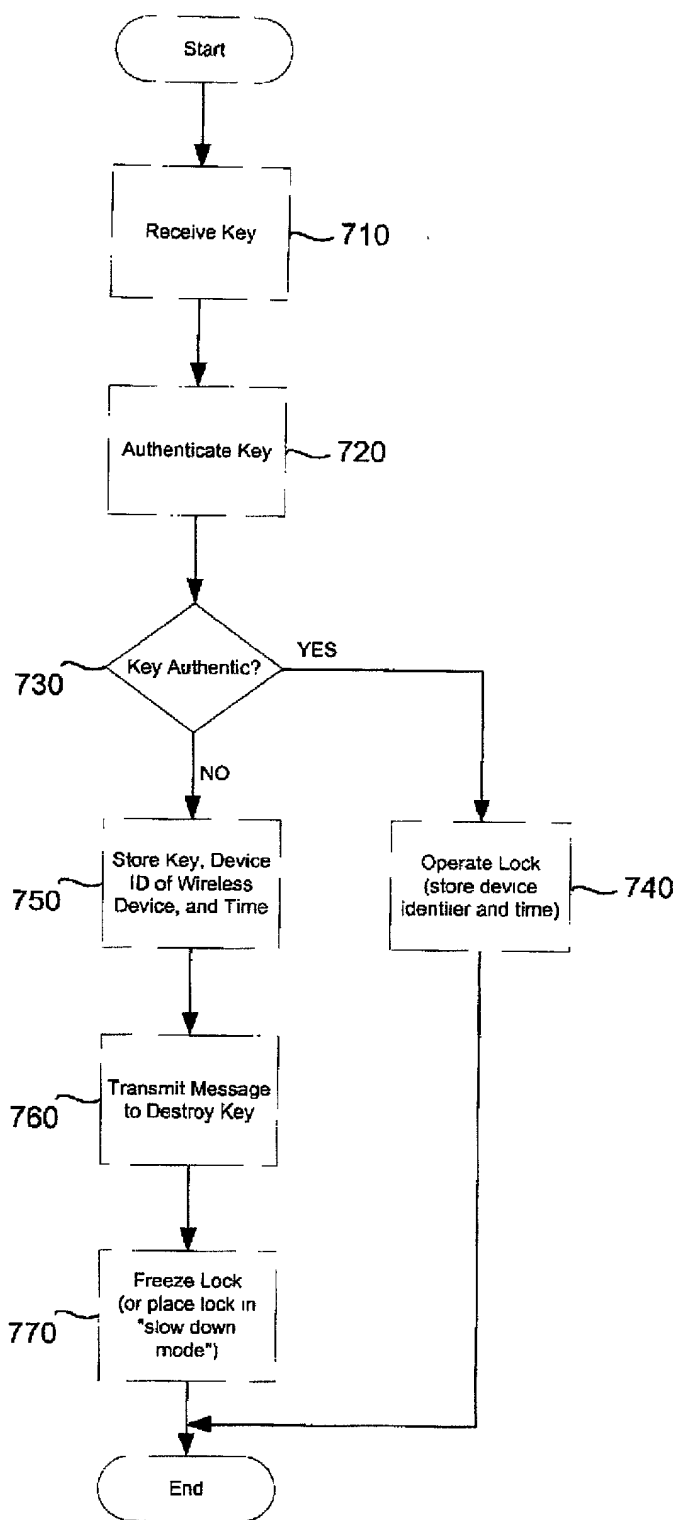 Start
Receive Key
710
Authenticate Key
720
Key Authentic?
730
YES
NO
Store Key, Device
ID of Wireless
Device, and Time
750
Operate Lock
(store device
identifier and time)
740
Transmit Message
to Destroy Key
760
Freeze Lock
(or place lock in
"slow down
mode")
770
End